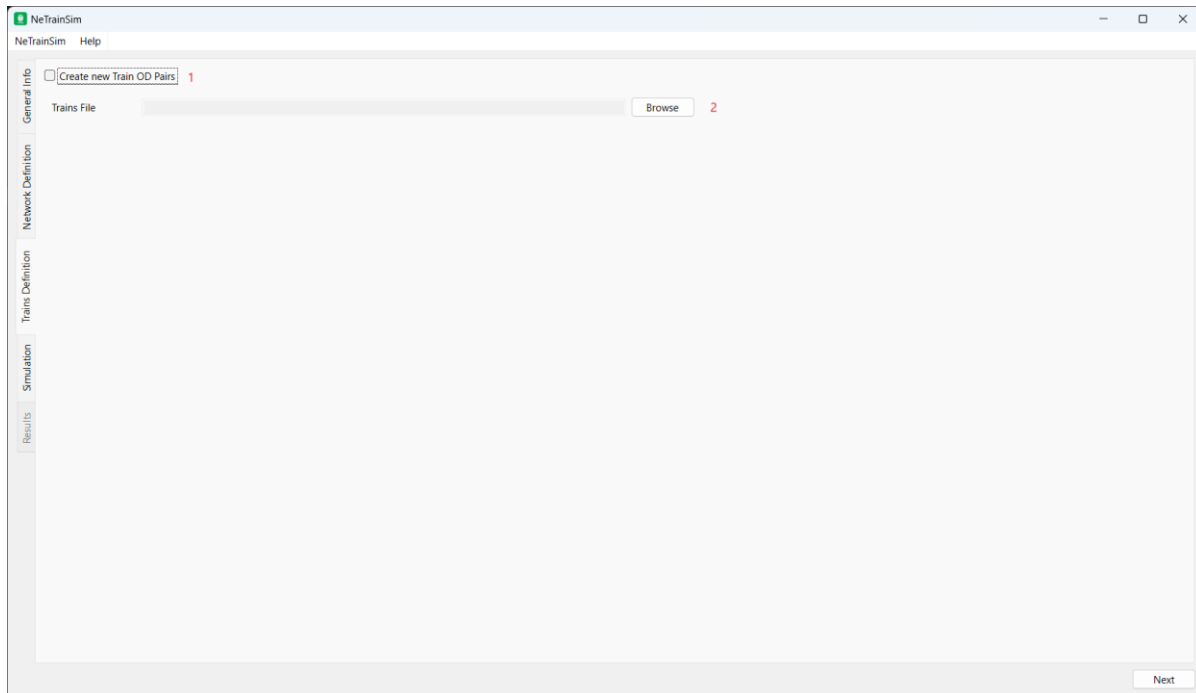 NeTrainSim
NeTrainSim Help
General Info
Create new Train OD Pairs 1
Trains File Browse 2
Network Definition
Trains Definition
Simulation
Results
Next